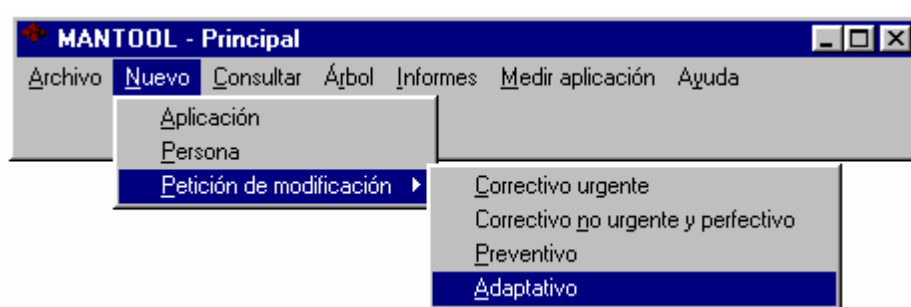 MANTOOL - Principal
Archivo Nuevo Consultar Árbol Informes Medir aplicación Ayuda
Aplicación
Persona
Petición de modificación
Correctivo urgente
Correctivo no urgente y perfectivo
Preventivo
Adaptativo